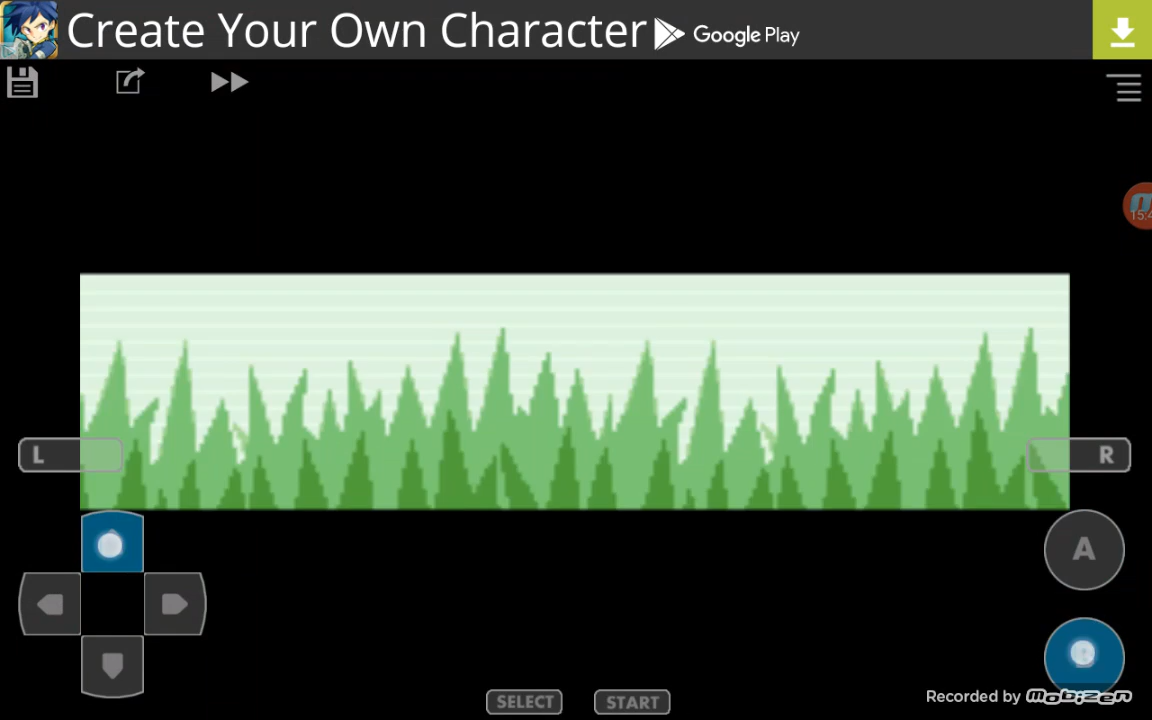 Create Your Own Character Google Play
L
R
A
SELECT START
Recorded by Mobizen